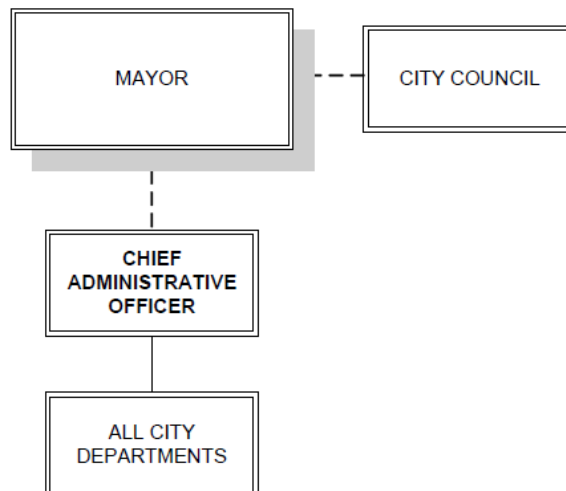 MAYOR
CITY COUNCIL
CHIEF
ADMINISTRATIVE
OFFICER
ALL CITY
DEPARTMENTS